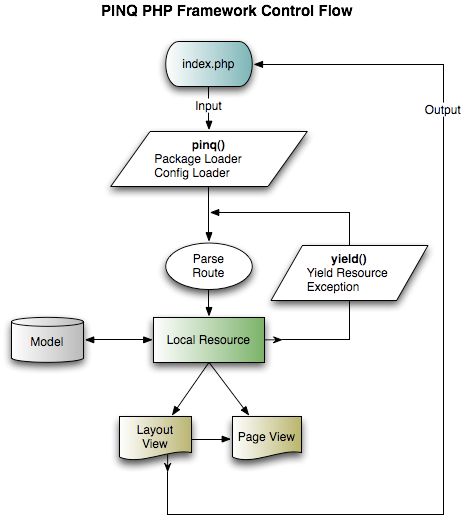 PINQ PHP Framework Control Flow
index.php
Input
Output
pinq()
Package Loader
Config Loader
Parse
Route
yield()
Yield Resource
Exception
Model
Local Resource
Layout
View
Page View